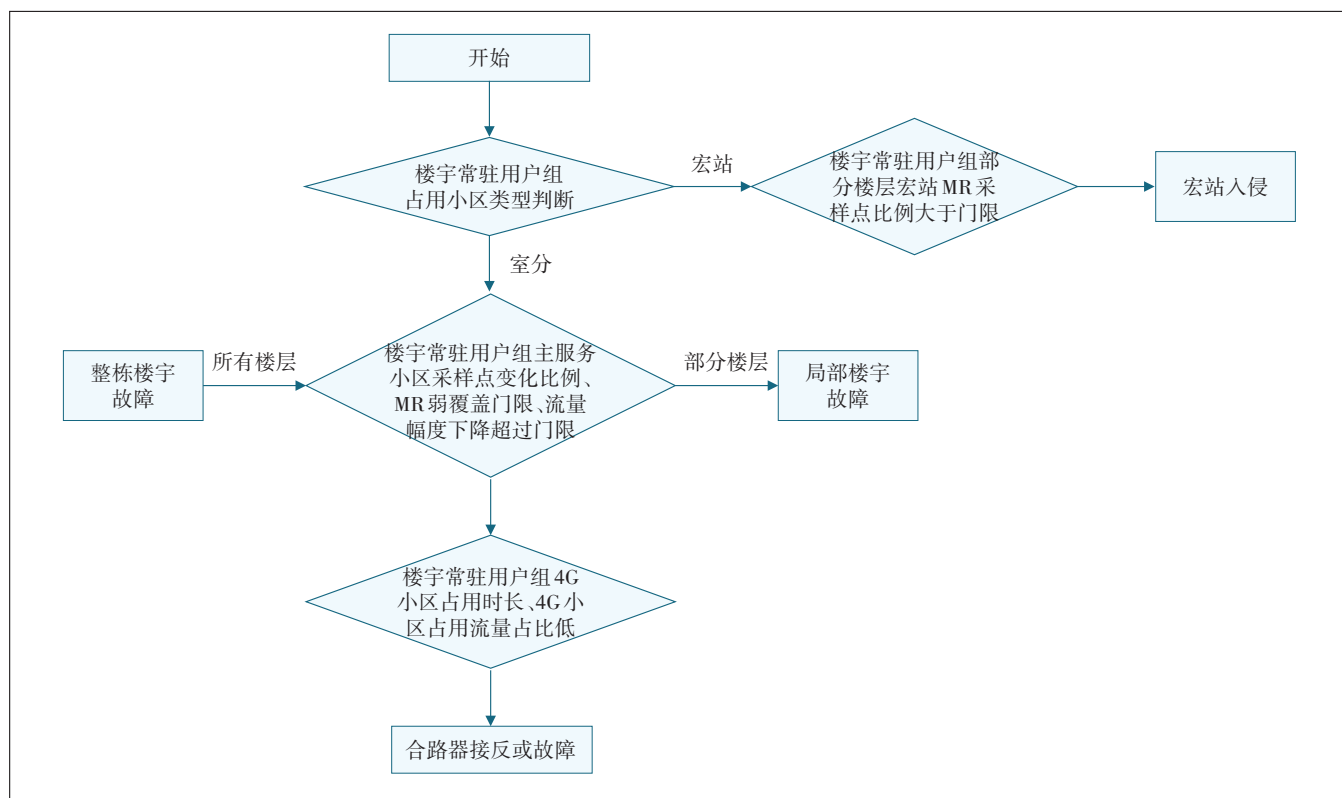 开始
楼宇常驻用户组
占用小区类型判断
宏站
楼宇常驻用户组部
分楼层宏站MR采
样点比例大于门限
宏站入侵
室分
整栋楼宇
故障
所有楼层
楼宇常驻用户组主服务
小区采样点变化比例、
MR弱覆盖门限、流量
幅度下降超过门限
部分楼层
局部楼宇
故障
楼宇常驻用户组4G
小区占用时长、4G小
区占用流量占比低
合路器接反或故障